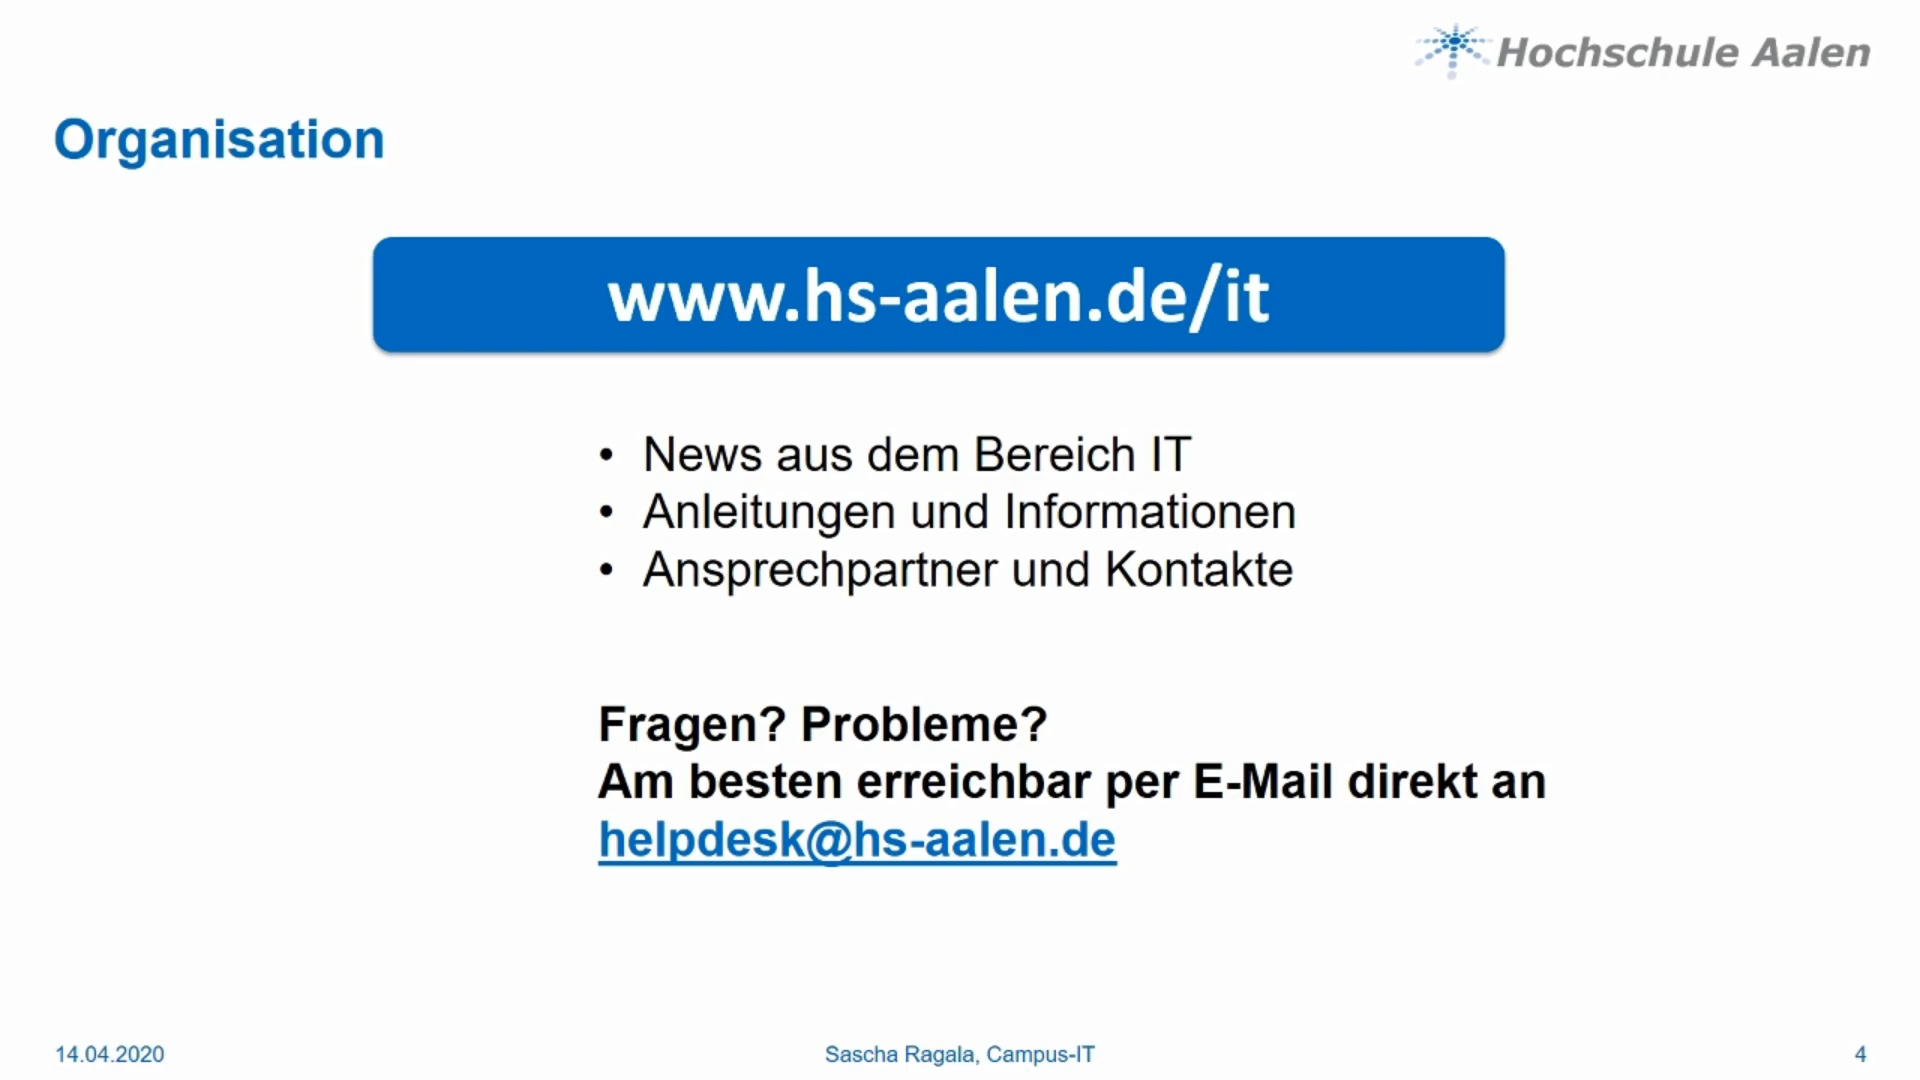 Hochschule Aalen
Organisation
www.hs-aalen.de/it
• News aus dem Bereich IT
• Anleitungen und Informationen
• Ansprechpartner und Kontakte
Fragen? Probleme?
Am besten erreichbar per E-Mail direkt an
helpdesk@hs-aalen.de
14.04.2020
Sascha Ragala, Campus-IT
4